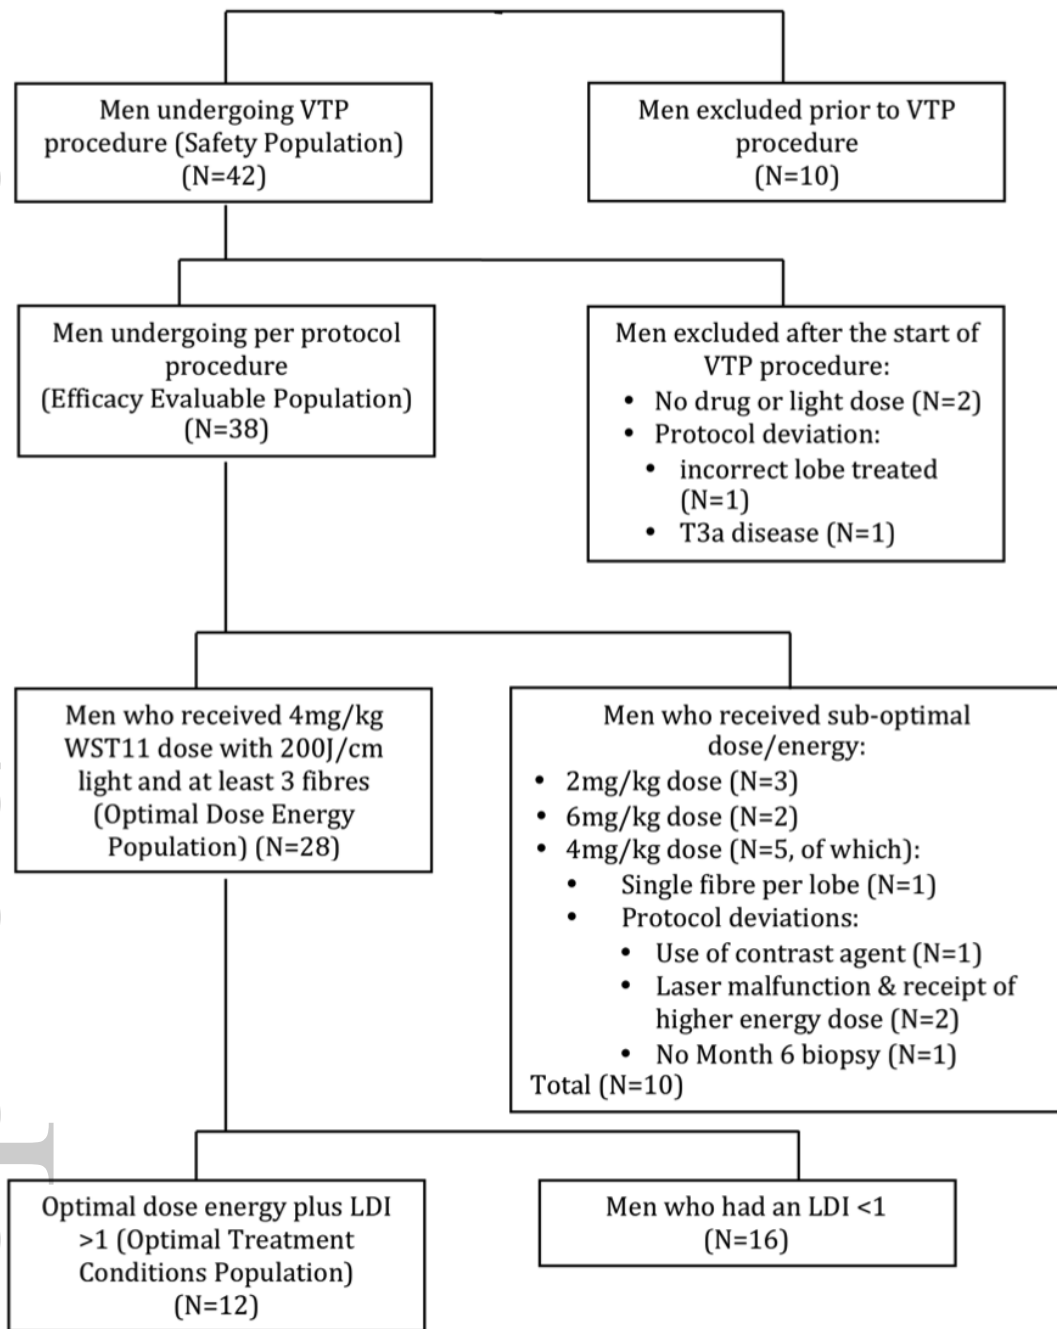 Men undergoing VTP
procedure (Safety Population)
(N=42)
Men excluded prior to VTP
procedure
(N=10)
Men undergoing per protocol
procedure
(Efficacy Evaluable Population)
(N=38)
Men excluded after the start of
VTP procedure:
• No drug or light dose (N=2)
• Protocol deviation:
• incorrect lobe treated
(N=1)
• T3a disease (N=1)
Men who received 4mg/kg
WST11 dose with 200J/cm
light and at least 3 fibres
(Optimal Dose Energy
Population) (N=28)
Men who received sub-optimal
dose/energy:
• 2mg/kg dose (N=3)
• 6mg/kg dose (N=2)
• 4mg/kg dose (N=5, of which):
• Single fibre per lobe (N=1)
• Protocol deviations:
• Use of contrast agent (N=1)
• Laser malfunction & receipt of
higher energy dose (N=2)
• No Month 6 biopsy (N=1)
Total (N=10)
Optimal dose energy plus LDI
>1 (Optimal Treatment
Conditions Population)
(N=12)
Men who had an LDI <1
(N=16)